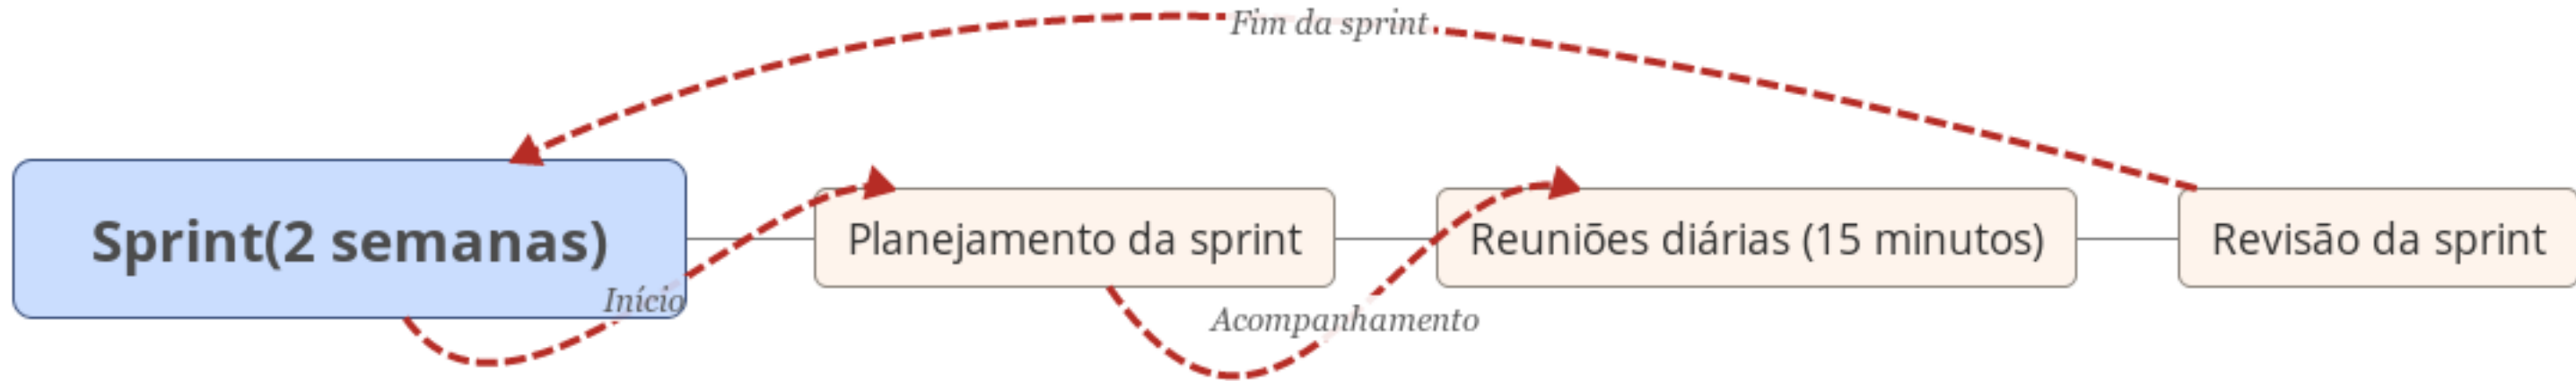 Fim da sprint
Sprint(2 semanas)
Planejamento da sprint
Reuniões diárias (15 minutos)
Revisão da sprint
Início
Acompanhamento